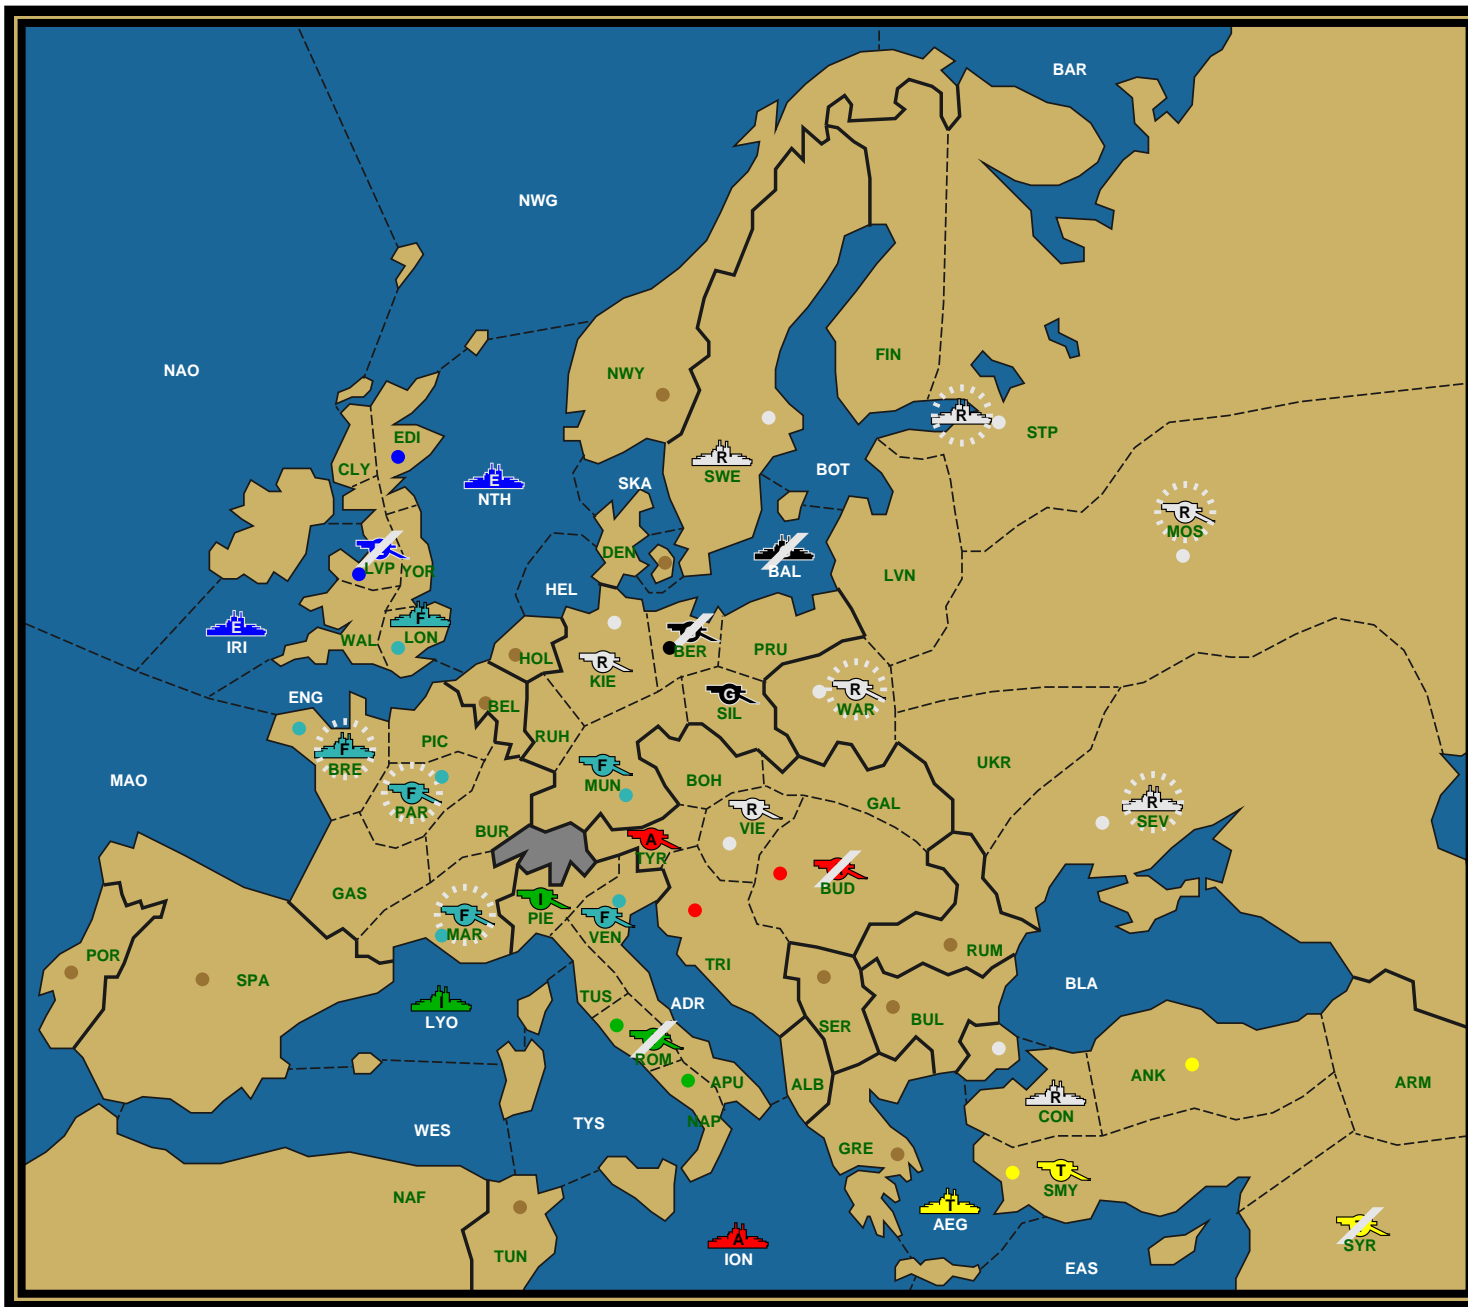 BAR
NWG
NAO
FIN
NWY
R
STP
EDI
CLY
R
SWE
SKA
BOT
E
NTH
R
MOS
DEN
BAL
LVP
YOR
LVN
HEL
E
IRI
WAL
F
LON
BER
PRU
HOL
R
KIE
ENG
BEL
G
SIL
R
WAR
PIC
RUH
F
BRE
MAO
F
PAR
F
MUN
BOH
UKR
GAL
R
SEV
BUR
R
VIE
A
TYR
BUD
GAS
I
PIE
F
MAR
F
VEN
POR
SPA
TRI
RUM
BLA
I
LYO
TUS
ADR
SER
BUL
ROM
APU
ALB
ANK
ARM
R
CON
WES
TYS
NAP
GRE
T
SMY
NAF
T
AEG
SYR
TUN
A
ION
EAS